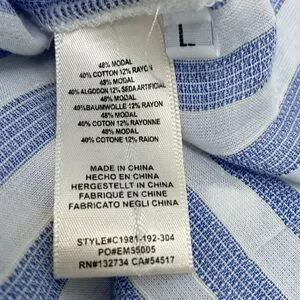 L
48% MODAL
40% COTTON 12% RAYON
48% MODAL
40% ALGODON 12% SEDA ARTIFICIAL
48% MODAL
40%BAUMWOLLE 12% RAYON
48% MODAL
40% COTON 12% RAYONNE
48% MODAL
40% COTONE 12% RAION
MADE IN CHINA
HECHO EN CHINA
HERGESTELLT IN CHINA
FABRIQUÉ EN CHINE
FABRICATO NEGLI CHINA
STYLE#C1981-192-304
PO#EM55005
RN#132734 CA#54517